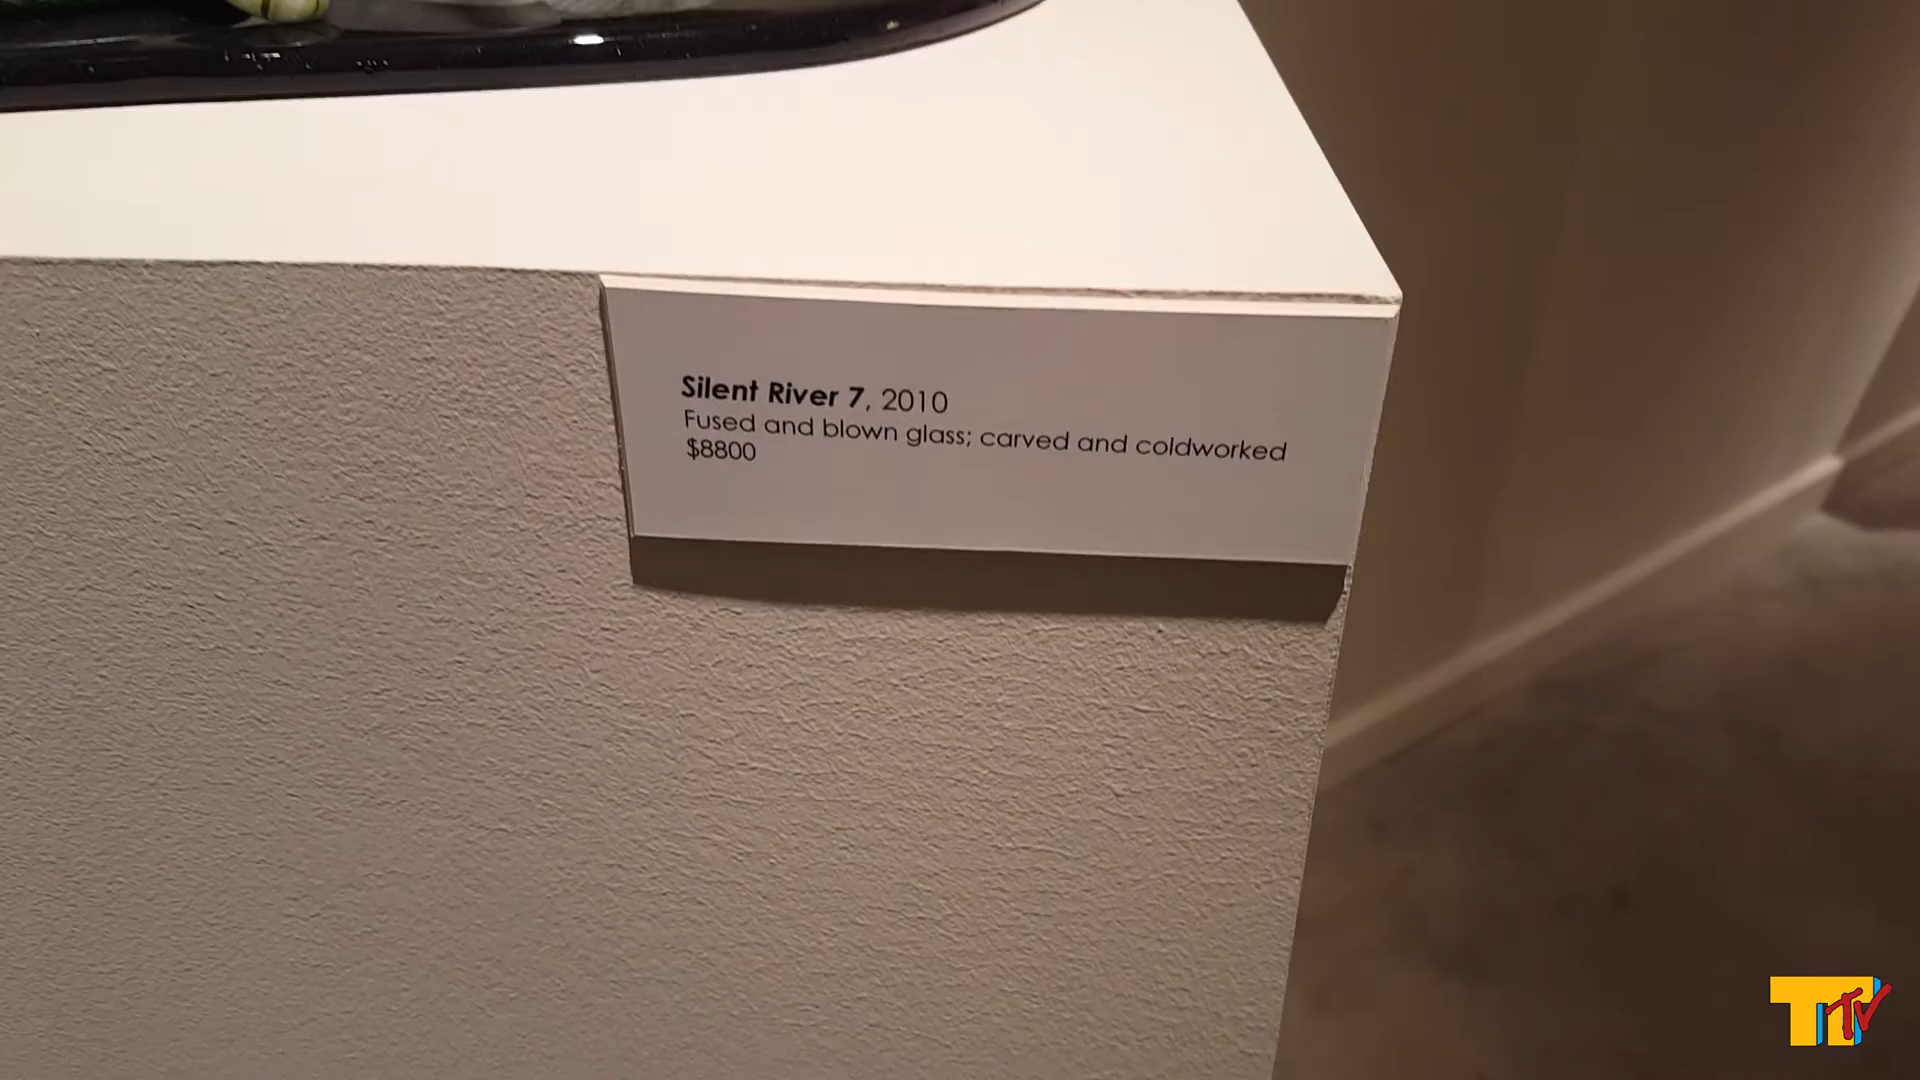 Silent River 7, 2010
Fused and blown glass; carved and coldworked
$8800